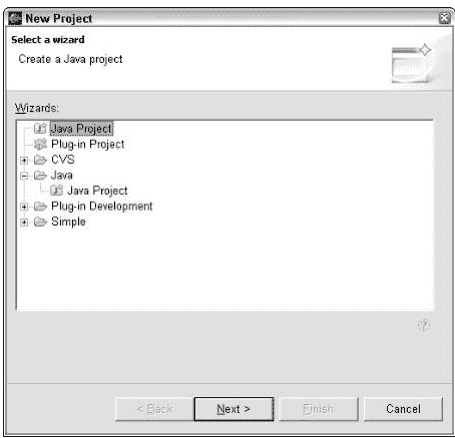 New Project
Select a wizard
Create a Java project
Wizards:
Java Project
Plug-in Project
CVS
Java
Java Project
Plug-in Development
Simple
< Back Next > Finish Cancel